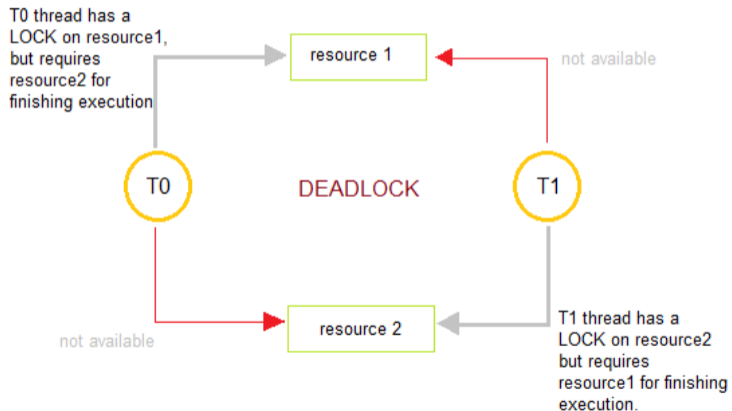 T0 thread has a
LOCK on resource1,
but requires
resource2 for
finishing execution
resource 1
not available
T0
DEADLOCK
T1
not available
resource 2
T1 thread has a
LOCK on resource2
but requires
resource1 for finishing
execution.